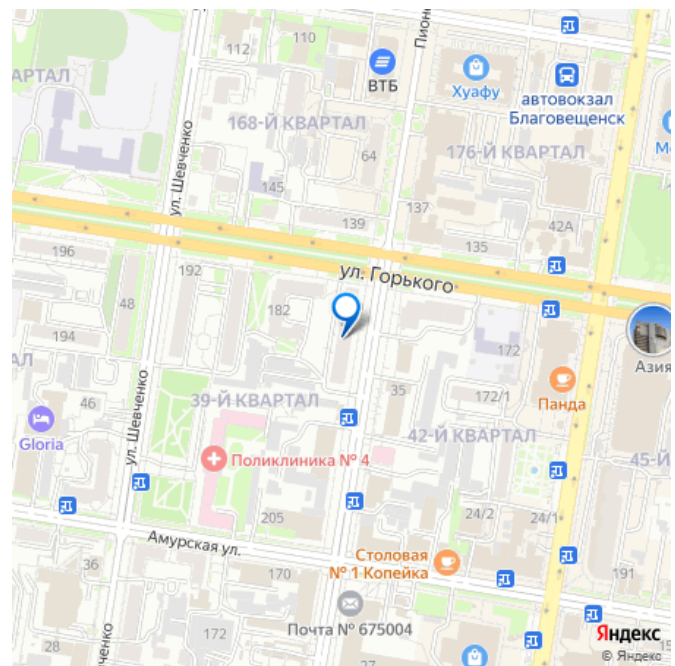 110
112
ВТБ
Пион
Хуафу
автовокзал
Благовещенск
АРТАЛ
168-Й КВАРТАЛ
64
176-Й КВАРТАЛ
ул. Шевченко
145
139
137
42А
135
196
192
ул. Горького
48
182
194
172
Азия
35
172/1
Панда
46
39-Й КВАРТАЛ
42-Й КВАРТАЛ
45-Й
Gloria
ул. Шевченко
Поликлиника № 4
205
24/2
24/1
Амурская ул.
36
170
Столовая
№ 1 Копейка
191
Почта № 675004
172
28
27
Яндекс
© Яндекс